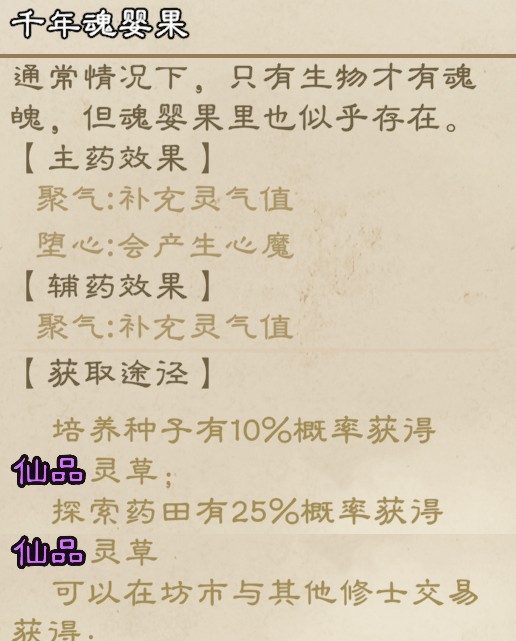 千年魂婴果
通常情况下，只有生物才有魂
魄，但魂婴果里也似乎存在。
【主药效果】
聚气:补充灵气值
堕心:会产生心魔
【辅药效果】
聚气:补充灵气值
【获取途径】
培养种子有10%概率获得
仙品灵草；
探索药田有25%概率获得
仙品灵草
可以在坊市与其他修士交易
获得；